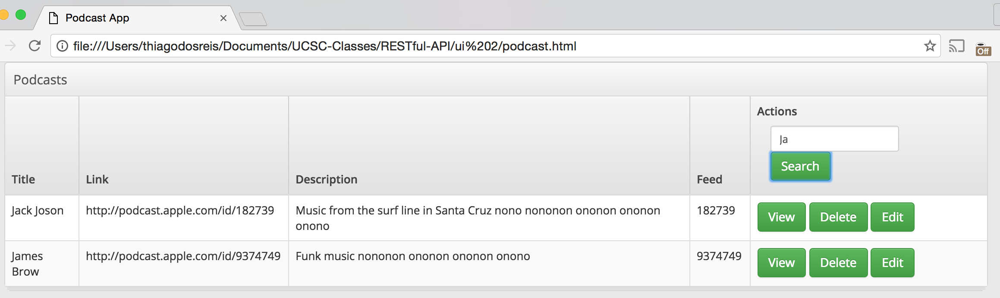 Podcast App
file:///Users/thiagodosreis/Documents/UCSC-Classes/RESTful-API/ui%202/podcast.html
Off
Podcasts
Actions
Ja
Search
Title Link Description Feed
Jack Joson http://podcast.apple.com/id/182739 Music from the surf line in Santa Cruz nono nononon ononon ononon 182739 View Delete Edit
onono
James http://podcast.apple.com/id/9374749 Funk music nononon ononon ononon onono 9374749 View Delete Edit
Brow